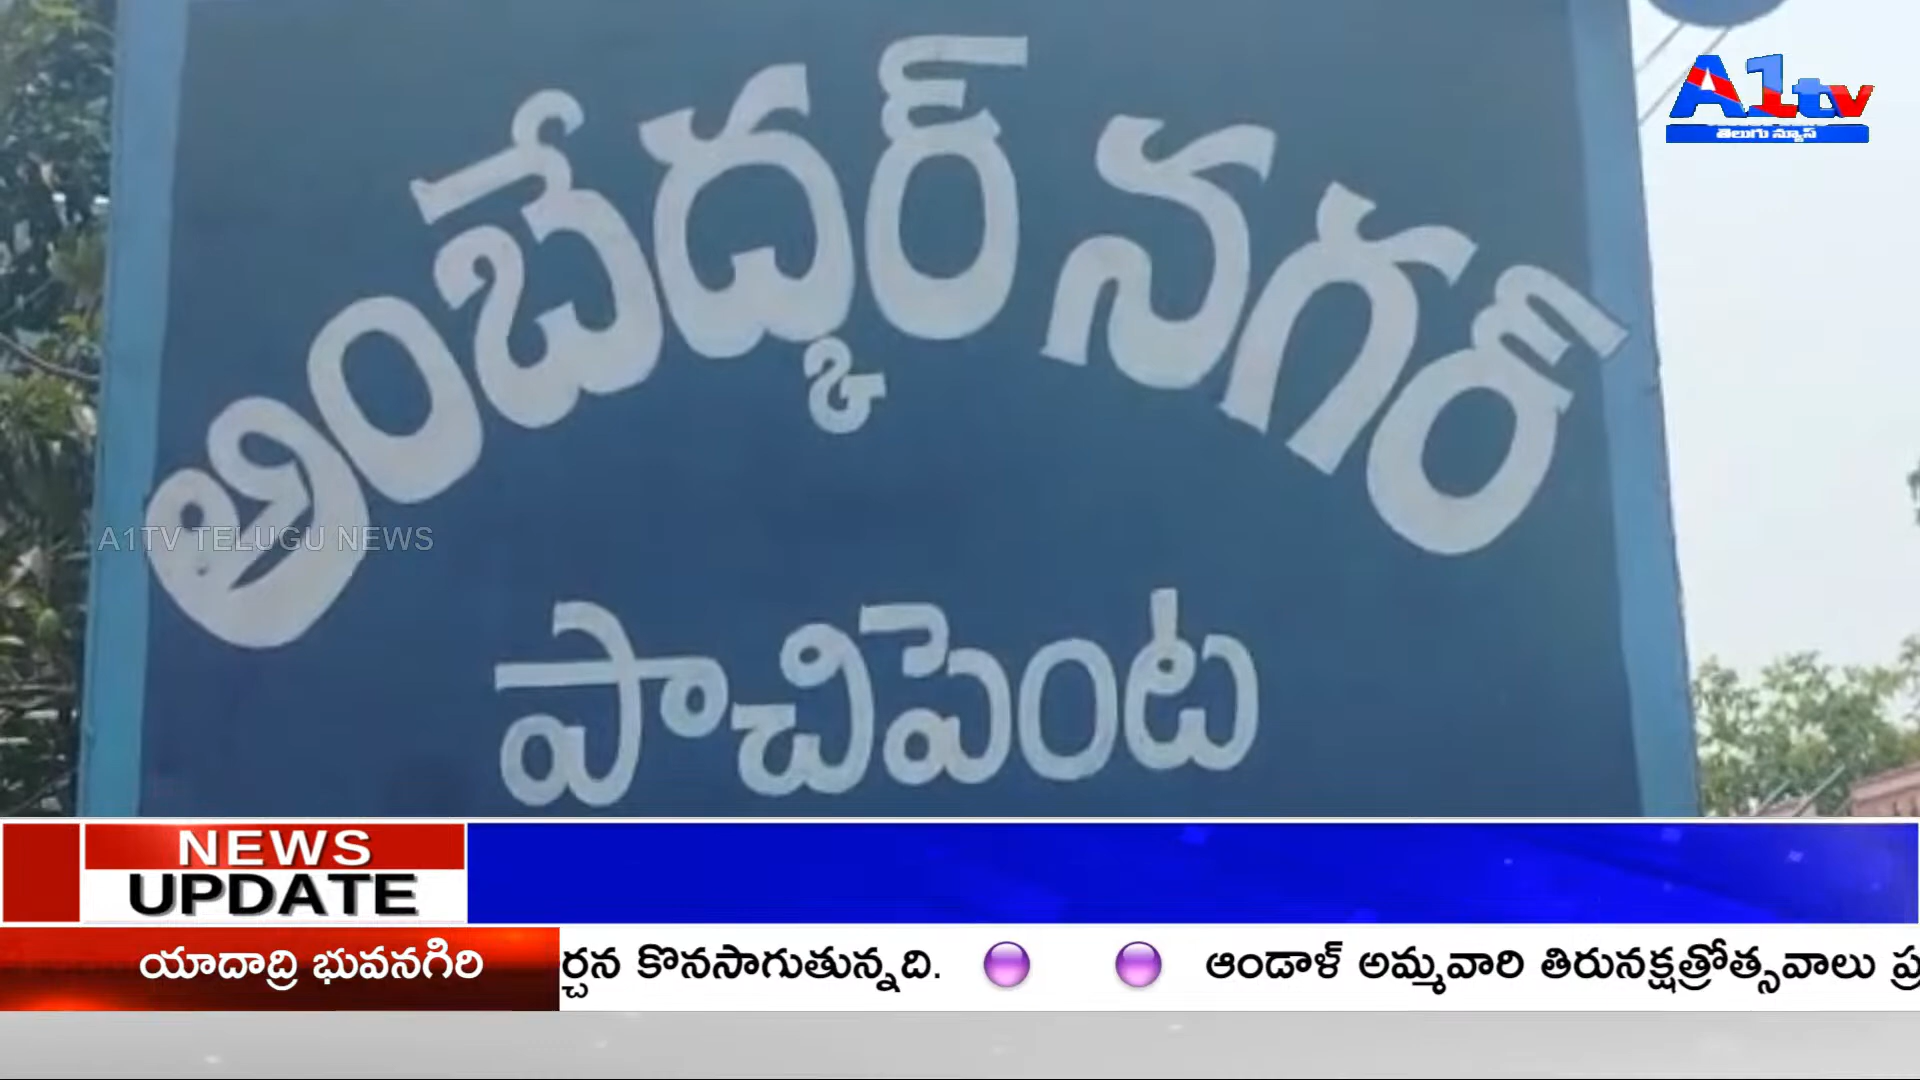 A1tv
తెలుగు న్యూస్
అంబేద్కర్ నగర్
A1TV TELUGU NEWS
పాచిపెంట
NEWS
UPDATE
యాదాద్రి భువనగిరి
ర్చన కొనసాగుతున్నది.
ఆండాళ్ అమ్మవారి తిరునక్షత్రోత్సవాలు ప్ర